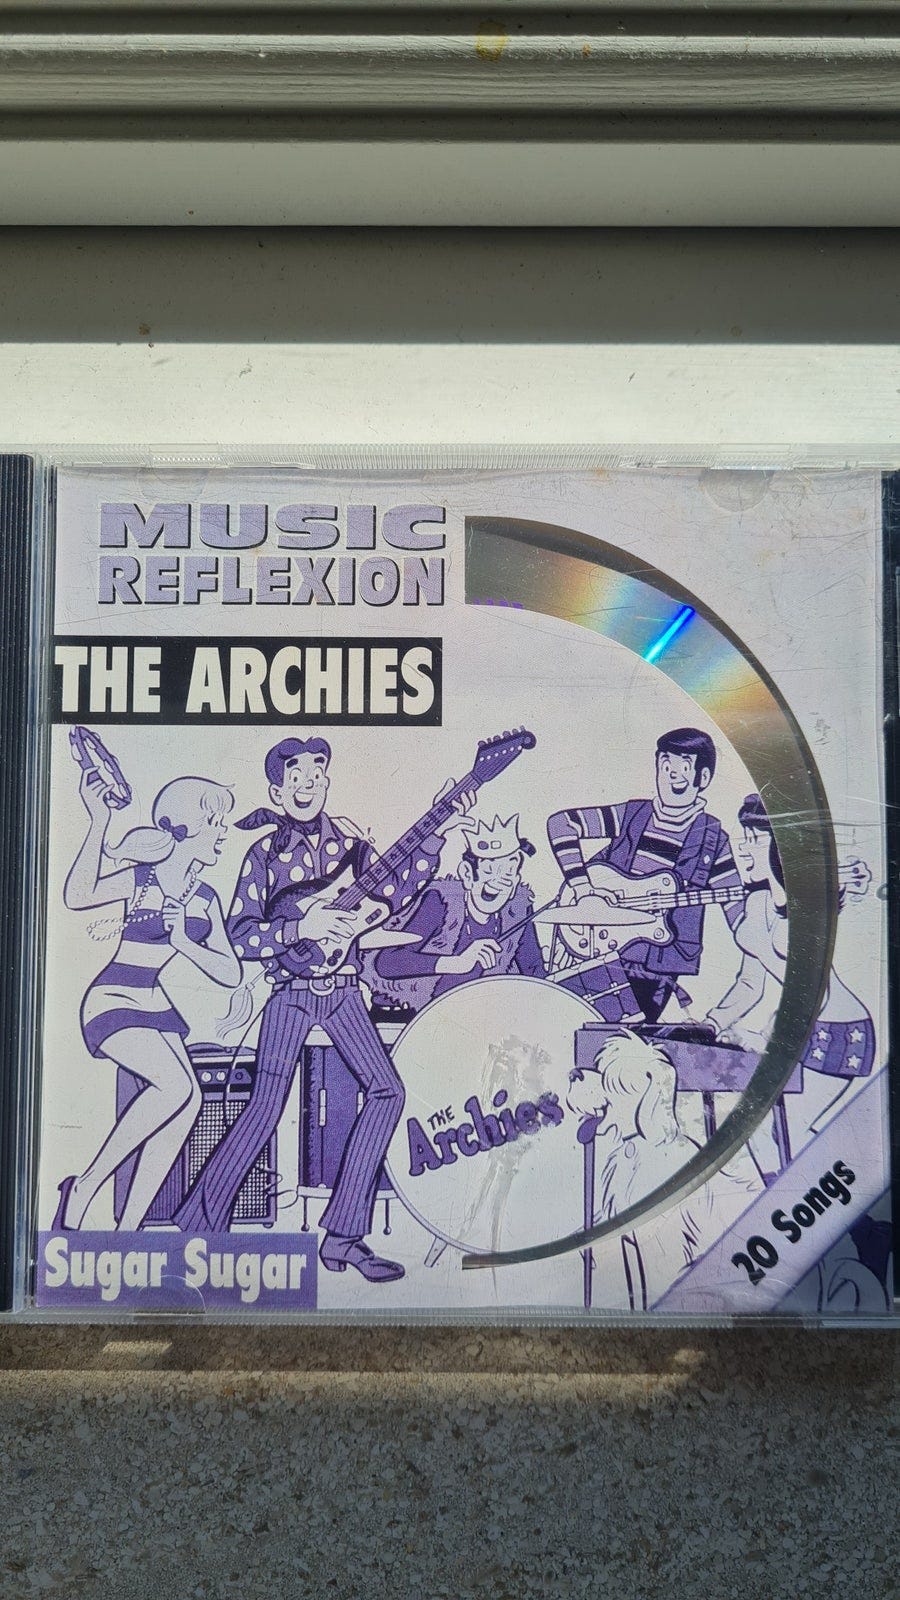 MUSIC
REFLEXION
THE ARCHIES
THE
Archies
Sugar Sugar
20 Songs